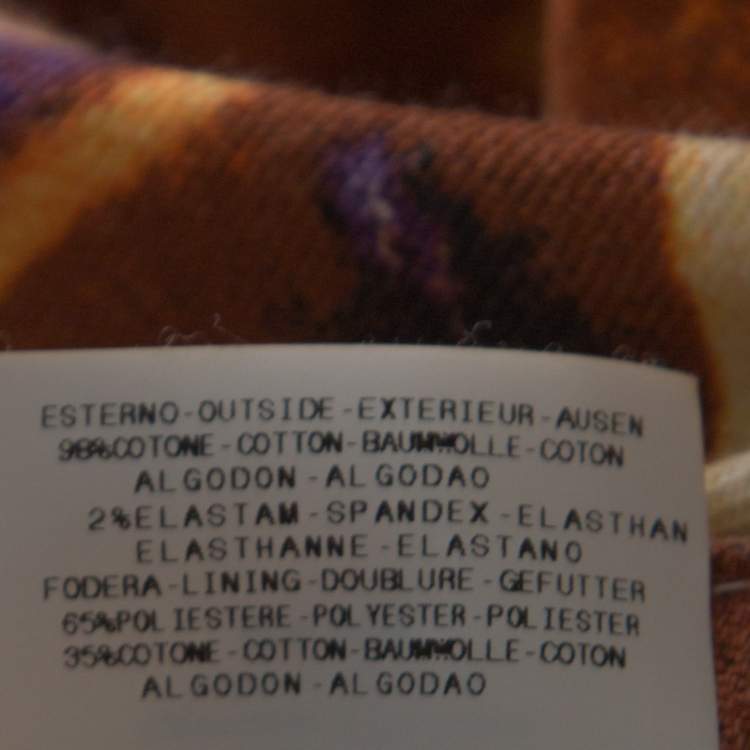 ESTERNO-OUTSIDE-EXTERIEUR-AUSEN
98%COTONE-COTTON-BAUMWOLLE-COTON
ALGODON-ALGODAO
2%ELASTAM-SPANDEX-ELASTHAN
ELASTHANNE-ELASTANO
FODERA-LINING-DOUBLURE-GEFUTTER
65%POLIESTERE-POLYESTER-POLIESTER
35%COTONE-COTTON-BAUMWOLLE-COTON
ALGODON-ALGODAO